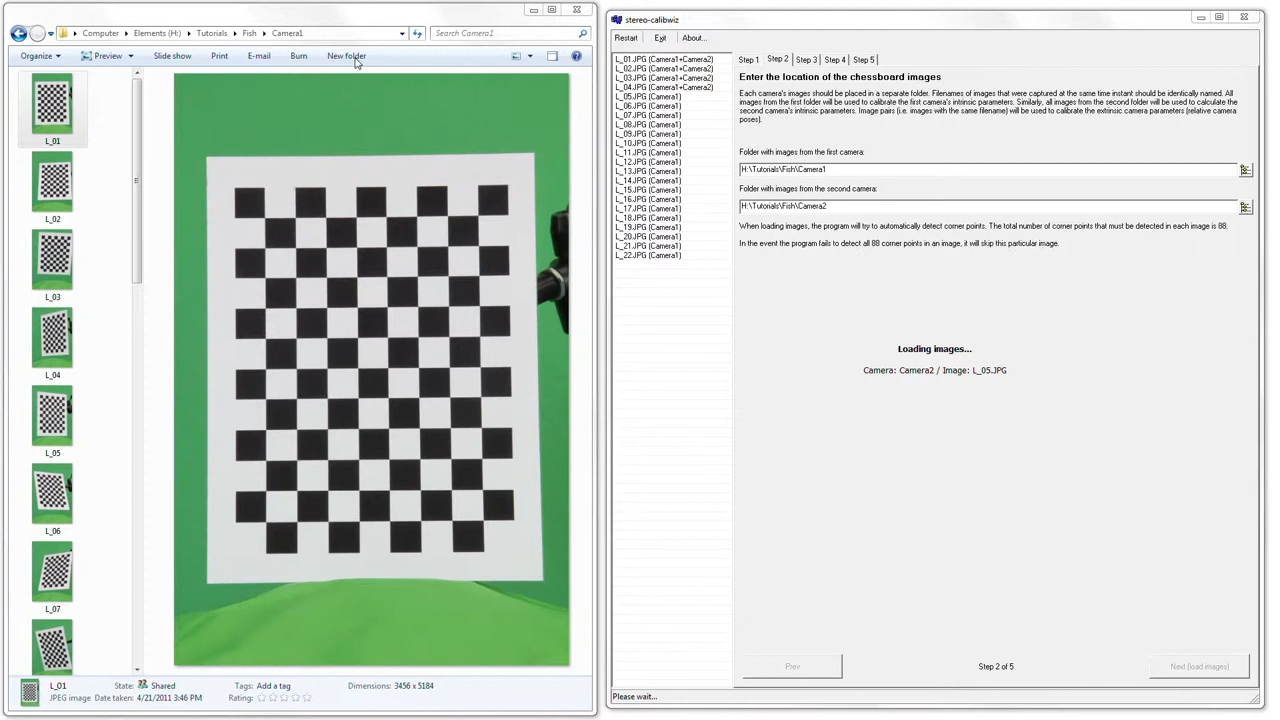 Computer
Elements (H:)
Tutorials
Fish
Camera1
Search Camera1
Organize
Preview
Slide show
Print
E-mail
Burn
New folder
L_01
L_02
L_03
L_04
L_05
L_06
L_07
L_01
State:
Shared
Tags: Add a tag
Dimensions: 3456 x 5184
JPEG image
Date taken: 4/21/2011 3:46 PM
Rating:
stereo-calibwiz
Restart
Exit
About...
L_01.JPG (Camera1+Camera2)
L_02.JPG (Camera1+Camera2)
L_03.JPG (Camera1+Camera2)
L_04.JPG (Camera1+Camera2)
L_05.JPG (Camera1)
L_06.JPG (Camera1)
L_07.JPG (Camera1)
L_08.JPG (Camera1)
L_09.JPG (Camera1)
L_10.JPG (Camera1)
L_11.JPG (Camera1)
L_12.JPG (Camera1)
L_13.JPG (Camera1)
L_14.JPG (Camera1)
L_15.JPG (Camera1)
L_16.JPG (Camera1)
L_17.JPG (Camera1)
L_18.JPG (Camera1)
L_19.JPG (Camera1)
L_20.JPG (Camera1)
L_21.JPG (Camera1)
L_22.JPG (Camera1)
Step 1
Step 2
Step 3
Step 4
Step 5
Enter the location of the chessboard images
Each camera's images should be placed in a separate folder. Filenames of images that were captured at the same time instant should be identically named. All
images from the first folder will be used to calibrate the first camera's intrinsic parameters. Similarly, all images from the second folder will be used to calculate the
second camera's intrinsic parameters. Image pairs (i.e. images with the same filename) will be used to calibrate the extrinsic camera parameters (relative camera
poses).
Folder with images from the first camera:
H:\Tutorials\Fish\Camera1
Folder with images from the second camera:
H:\Tutorials\Fish\Camera2
When loading images, the program will try to automatically detect corner points. The total number of corner points that must be detected in each image is 88.
In the event the program fails to detect all 88 corner points in an image, it will skip this particular image.
Loading images...
Camera: Camera2 / Image: L_05.JPG
Prev
Step 2 of 5
Next (load images)
Please wait...